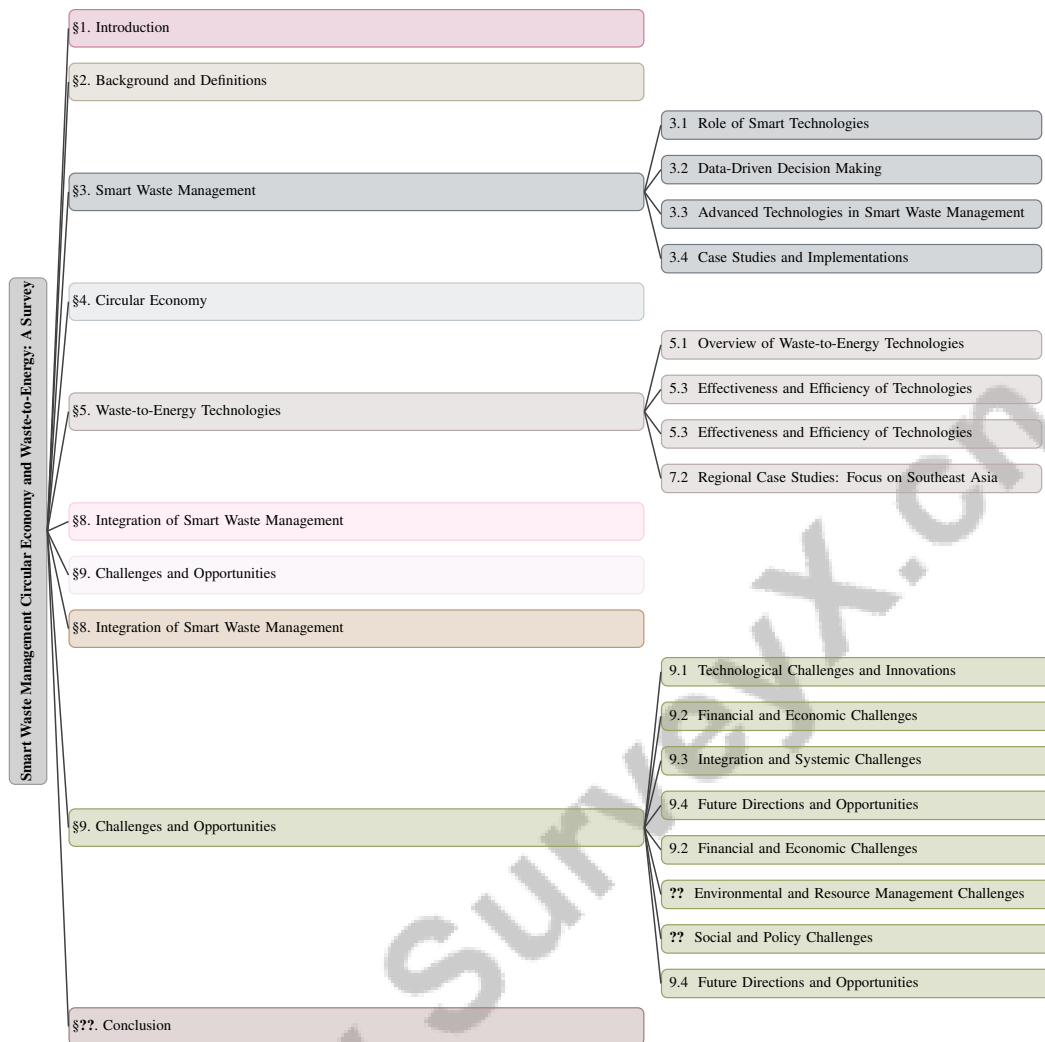 Smart Waste Management Circular Economy and Waste-to-Energy: A Survey
§1. Introduction
§2. Background and Definitions
§3. Smart Waste Management
3.1 Role of Smart Technologies
3.2 Data-Driven Decision Making
3.3 Advanced Technologies in Smart Waste Management
3.4 Case Studies and Implementations
§4. Circular Economy
§5. Waste-to-Energy Technologies
5.1 Overview of Waste-to-Energy Technologies
5.3 Effectiveness and Efficiency of Technologies
5.3 Effectiveness and Efficiency of Technologies
7.2 Regional Case Studies: Focus on Southeast Asia
§8. Integration of Smart Waste Management
§9. Challenges and Opportunities
§8. Integration of Smart Waste Management
§9. Challenges and Opportunities
9.1 Technological Challenges and Innovations
9.2 Financial and Economic Challenges
9.3 Integration and Systemic Challenges
9.4 Future Directions and Opportunities
9.2 Financial and Economic Challenges
?? Environmental and Resource Management Challenges
?? Social and Policy Challenges
9.4 Future Directions and Opportunities
§??. Conclusion
SurveyX.cn